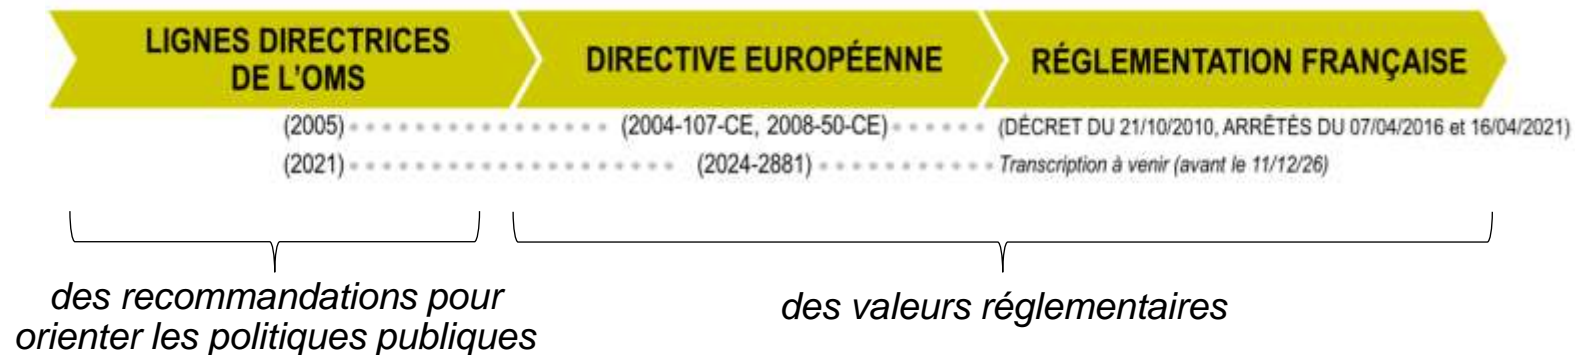 LIGNES DIRECTRICES
DE L'OMS
DIRECTIVE EUROPÉENNE
RÉGLEMENTATION FRANÇAISE
(2005) (2004-107-CE, 2008-50-CE) (DÉCRET DU 21/10/2010, ARRÊTÉS DU 07/04/2016 et 16/04/2021)
(2021) (2024-2881) Transcription à venir (avant le 11/12/26)
des recommandations pour
orienter les politiques publiques
des valeurs réglementaires